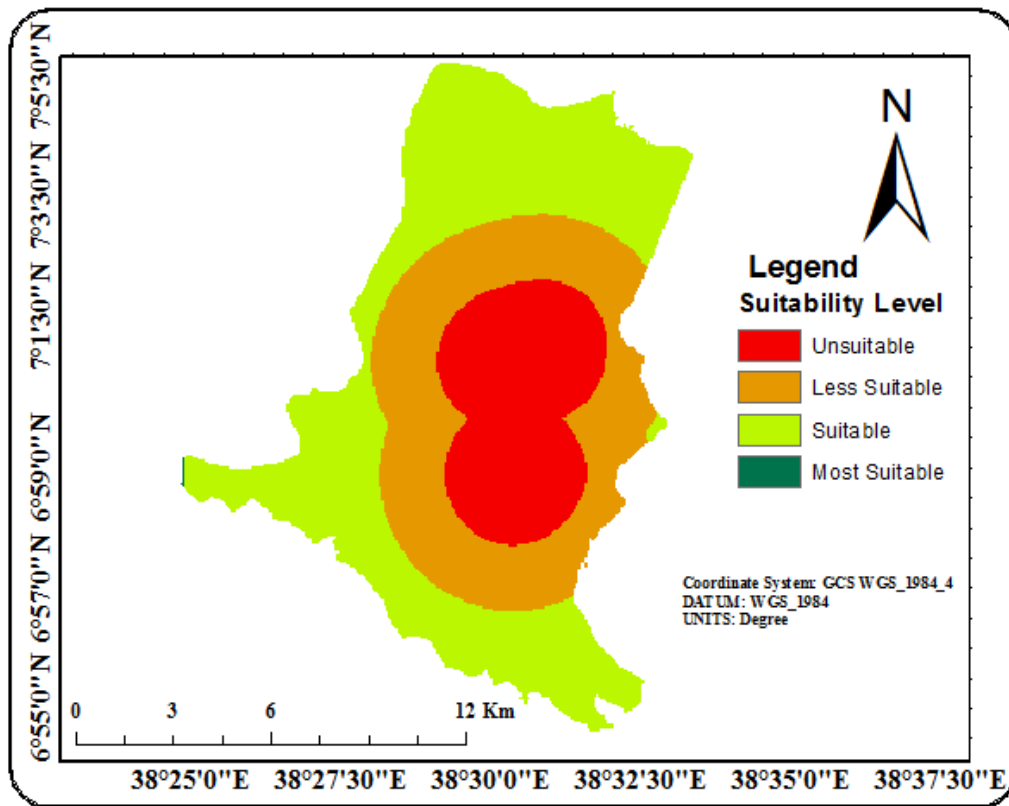 7°5'30"N
7°3'30"N
7°1'30"N
6°59'0"N
6°57'0"N
6°55'0"N
N
Legend
Suitability Level
Unsuitable
Less Suitable
Suitable
Most Suitable
Coordinate System: GCS WGS_1984_4
DATUM: WGS_1984
UNITS: Degree
0 3 6 12 Km
38°25'0"E 38°27'30"E 38°30'0"E 38°32'30"E 38°35'0"E 38°37'30"E